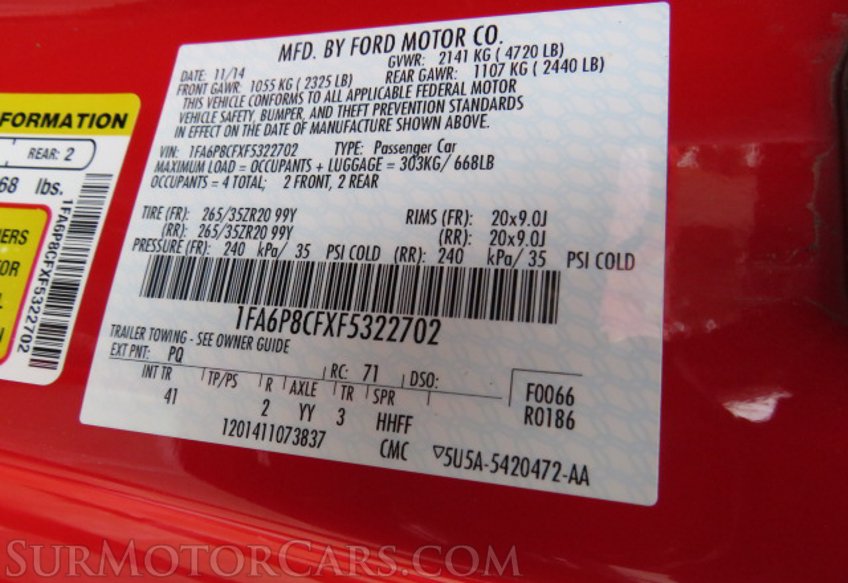 MFD. BY FORD MOTOR CO.
DATE: 11/14 GVWR: 2141 KG ( 4720 LB)
FRONT GAWR: 1055 KG ( 2325 LB) REAR GAWR: 1107 KG ( 2440 LB)
THIS VEHICLE CONFORMS TO ALL APPLICABLE FEDERAL MOTOR
VEHICLE SAFETY, BUMPER, AND THEFT PREVENTION STANDARDS
IN EFFECT ON THE DATE OF MANUFACTURE SHOWN ABOVE.
VIN: 1FA6P8CFXF5322702 TYPE: Passenger Car
MAXIMUM LOAD = OCCUPANTS + LUGGAGE = 303KG/ 668LB
OCCUPANTS = 4 TOTAL; 2 FRONT, 2 REAR
TIRE (FR): 265/35ZR20 99Y RIMS (FR): 20x9.0J
(RR): 265/35ZR20 99Y (RR): 20x9.0J
PRESSURE (FR): 240 kPa/ 35 PSI COLD (RR): 240 kPa/ 35 PSI COLD
1FA6P8CFXF5322702
TRAILER TOWING - SEE OWNER GUIDE
EXT PNT: PQ RC: 71 DSO:
INT TR TP/PS R AXLE TR SPR F0066
41 2 YY 3 HHFF R0186
1201411073837 CMC 5U5A-5420472-AA
FORMATION
REAR: 2
68 lbs.
1FA6P8CFXF5322702
NERS
TOR
SurMotorCars.com